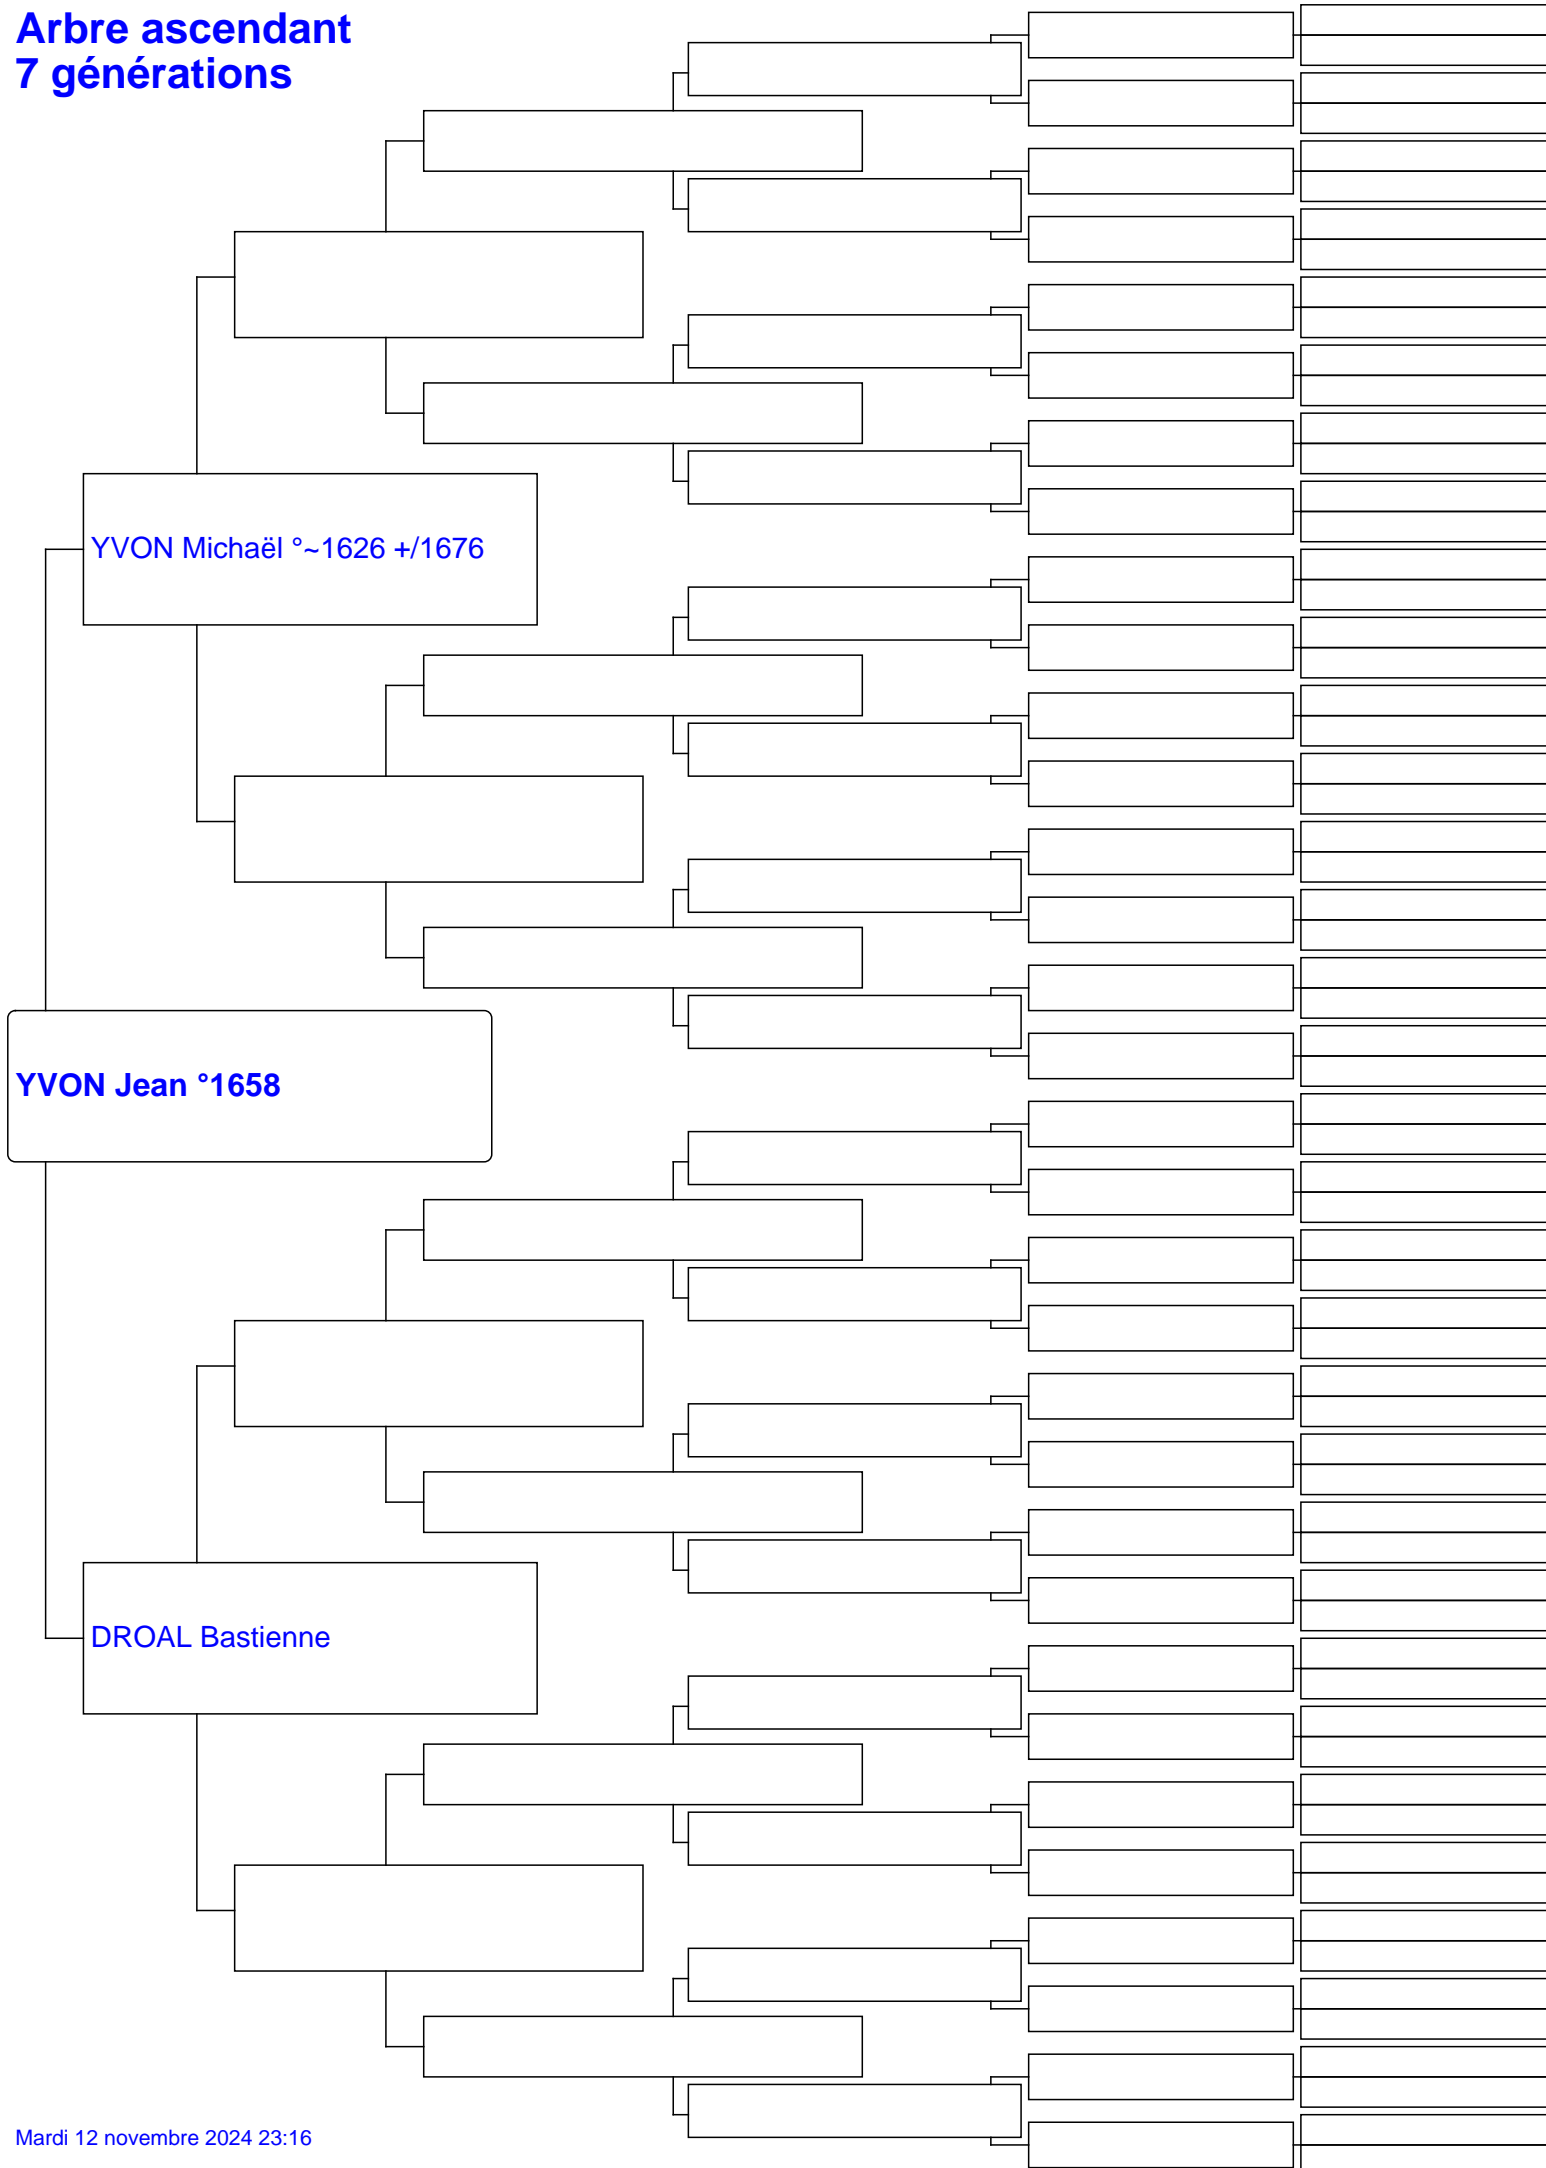 Arbre ascendant
7 générations
YVON Michaël °~1626 +/1676
YVON Jean °1658
DROAL Bastienne
Mardi 12 novembre 2024 23:16